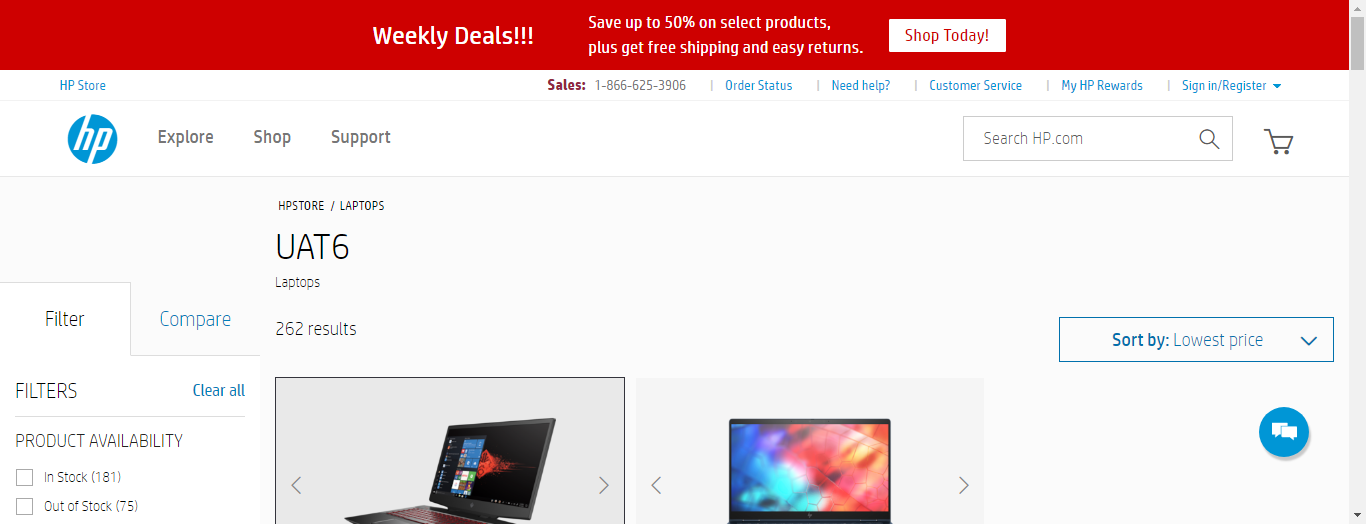 Weekly Deals!!!
Save up to 50% on select products,
plus get free shipping and easy returns.
Shop Today!
HP Store
Sales: 1-866-625-3906
Order Status
Need help?
Customer Service
My HP Rewards
Sign in/Register
hp
Explore
Shop
Support
Search HP.com
HPSTORE / LAPTOPS
UAT6
Laptops
Filter
Compare
262 results
Sort by: Lowest price
FILTERS
Clear all
PRODUCT AVAILABILITY
In Stock (181)
Out of Stock (75)